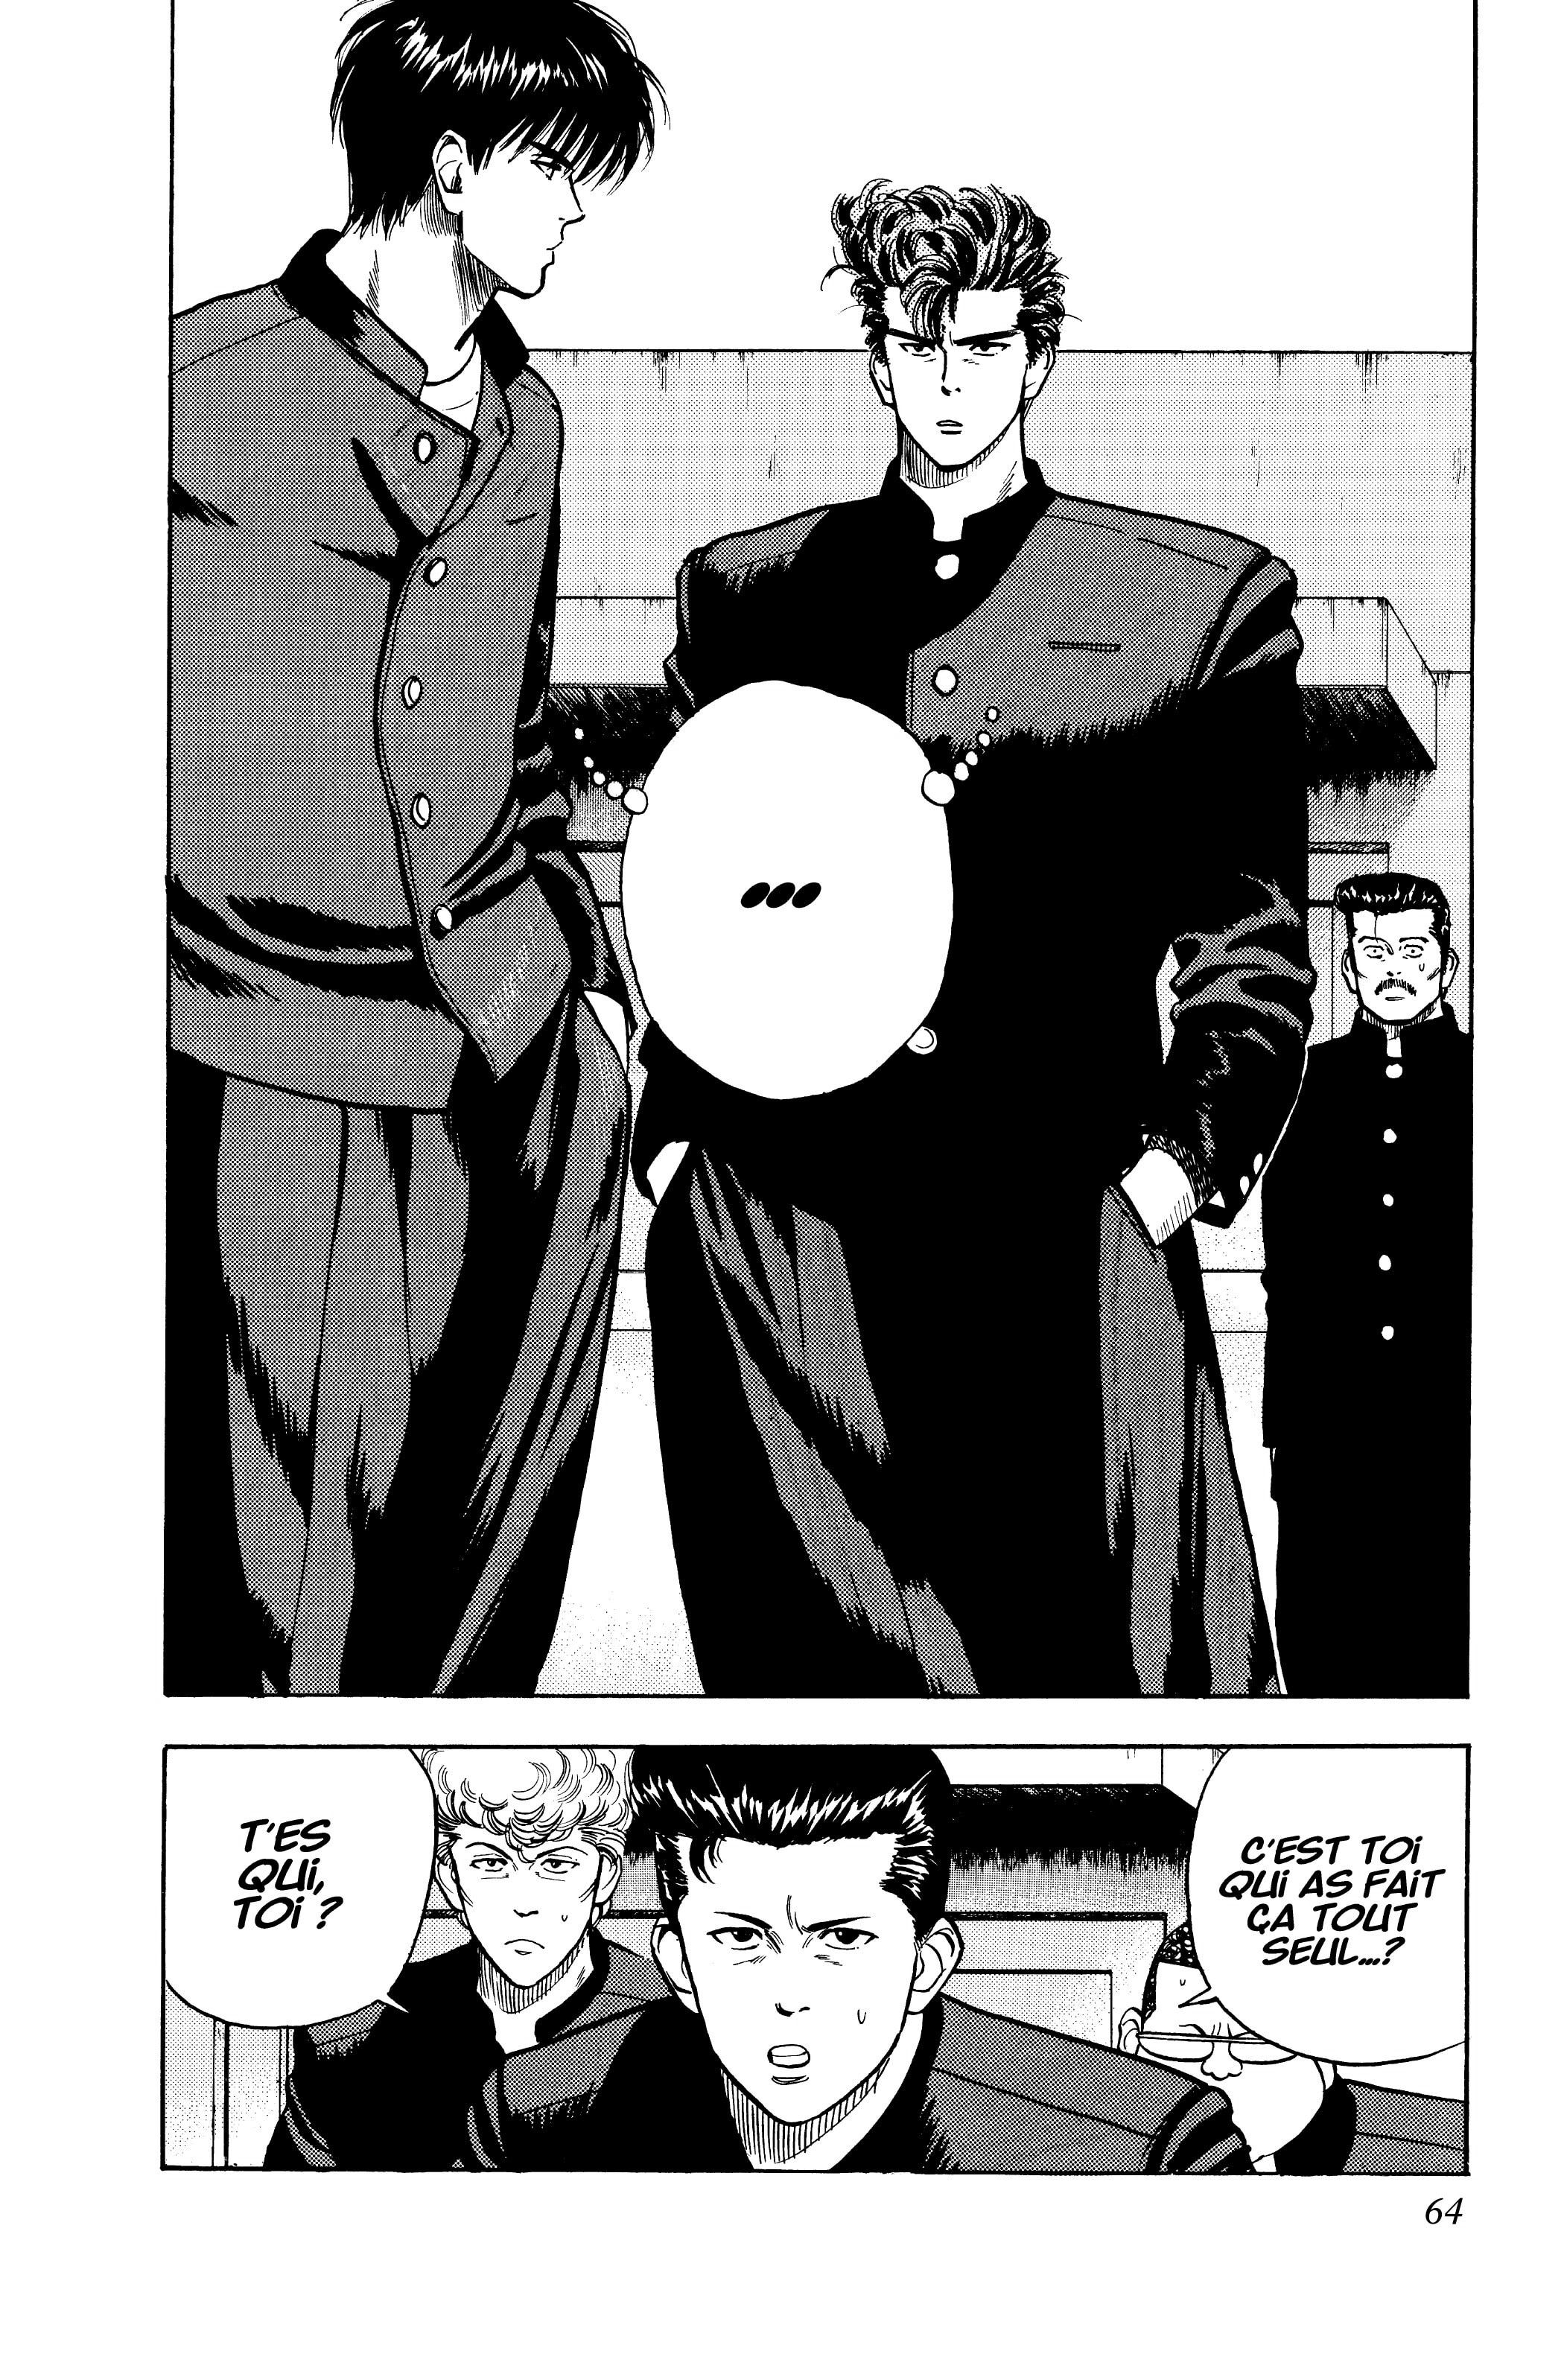 ...
C'EST TOI
QUI AS FAIT
ÇA TOUT
SEUL...?
T'ES
QUI,
TOI ?
64